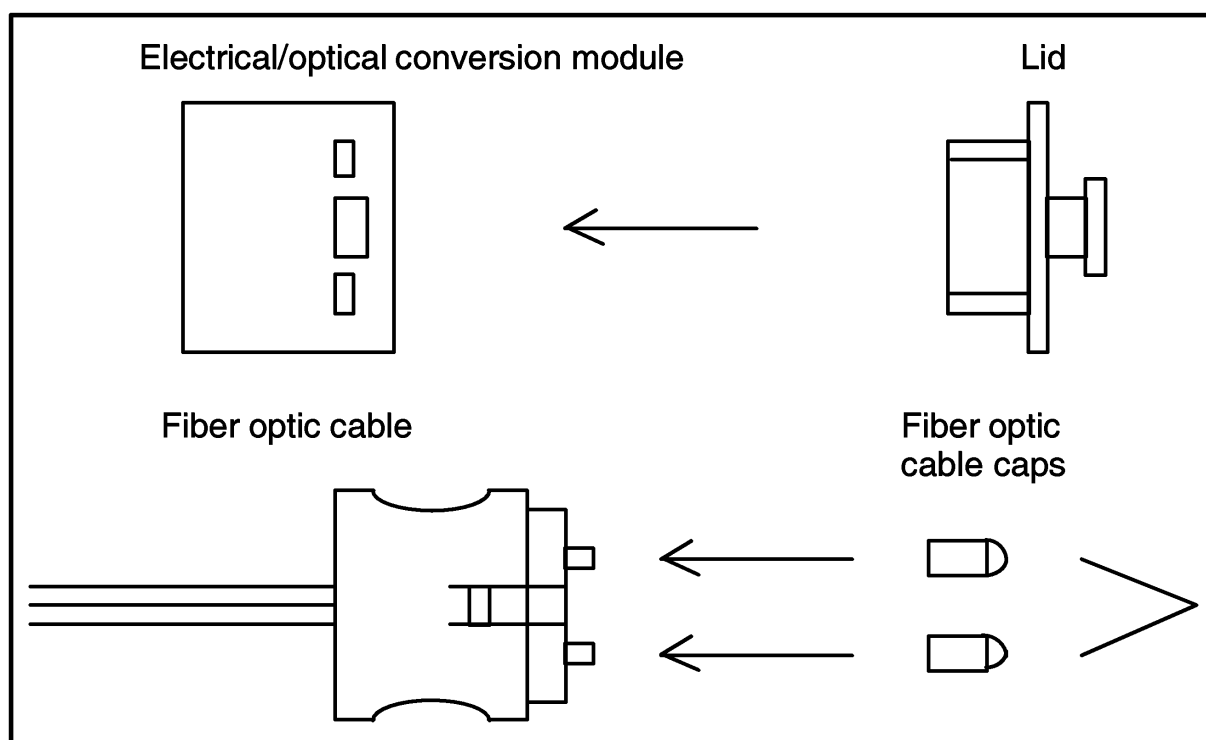 Electrical/optical conversion module
Lid
Fiber optic cable
Fiber optic
cable caps